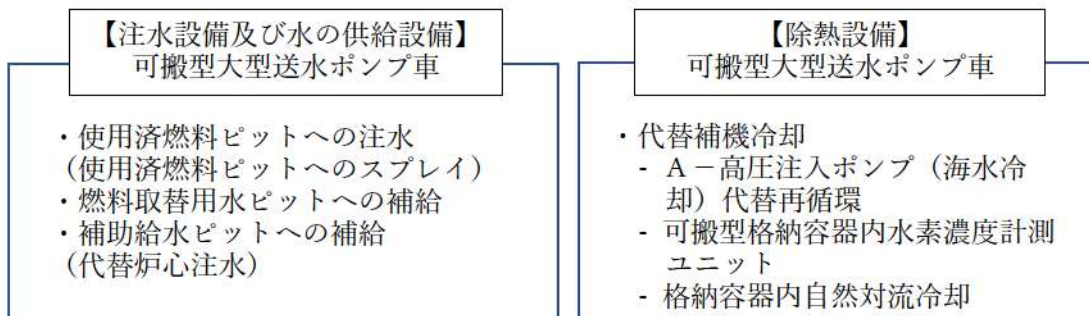 【注水設備及び水の供給設備】
可搬型大型送水ポンプ車
・使用済燃料ピットへの注水
(使用済燃料ピットへのスプレイ)
・燃料取替用水ピットへの補給
・補助給水ピットへの補給
(代替炉心注水)
【除熱設備】
可搬型大型送水ポンプ車
・代替補機冷却
- A－高圧注入ポンプ（海水冷
却）代替再循環
- 可搬型格納容器内水素濃度計測
ユニット
- 格納容器内自然対流冷却